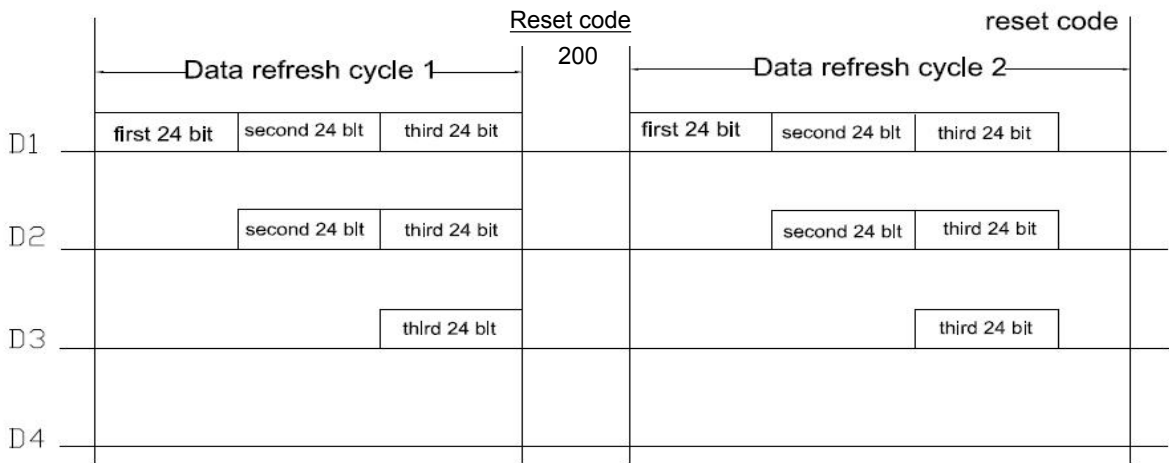 Reset code
reset code
200
Data refresh cycle 1
Data refresh cycle 2
D1
first 24 bit
second 24 blt
third 24 bit
first 24 bit
second 24 blt
third 24 bit
D2
second 24 blt
third 24 bit
second 24 blt
third 24 bit
D3
thlrd 24 blt
third 24 bit
D4